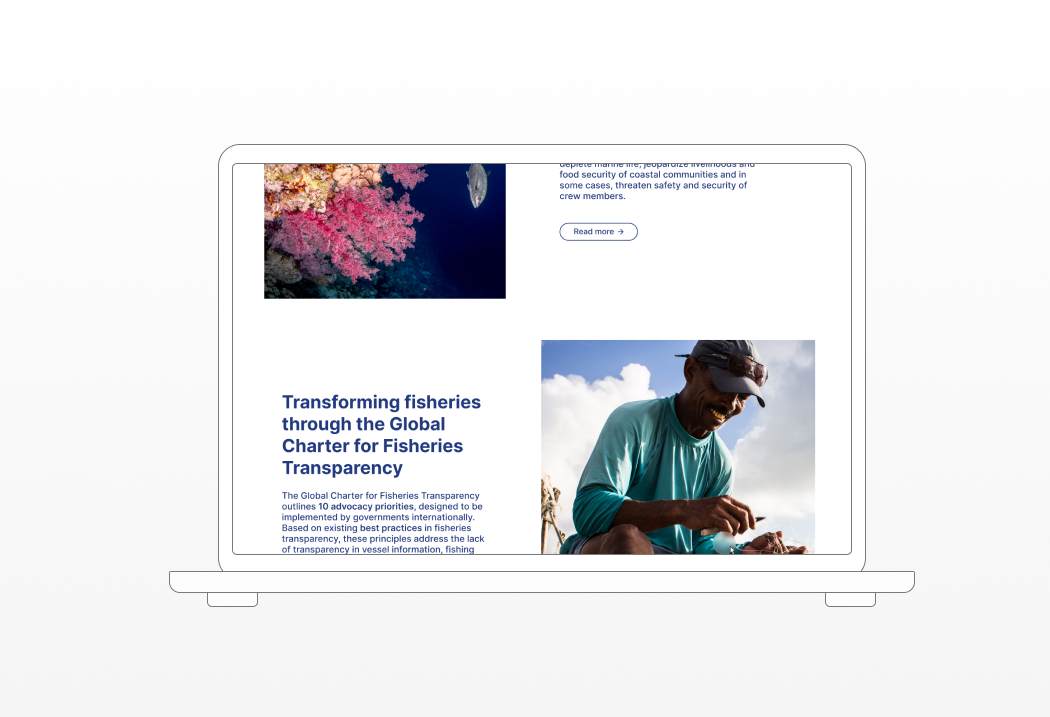 deplete marine life, jeopardize livelihoods and
food security of coastal communities and in
some cases, threaten safety and security of
crew members.
Read more →
Transforming fisheries
through the Global
Charter for Fisheries
Transparency
The Global Charter for Fisheries Transparency
outlines 10 advocacy priorities, designed to be
implemented by governments internationally.
Based on existing best practices in fisheries
transparency, these principles address the lack
of transparency in vessel information, fishing